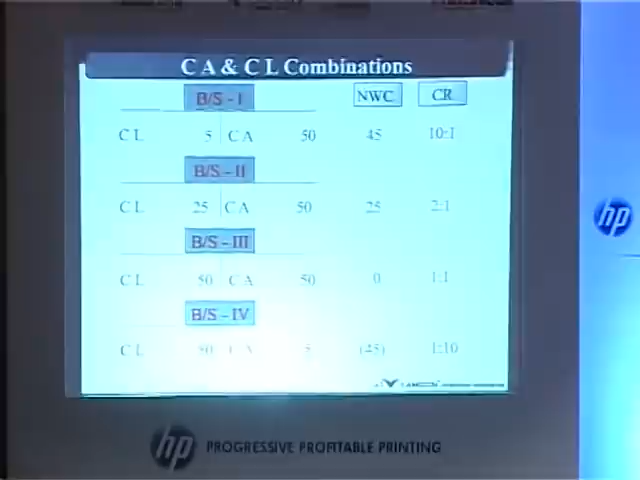 C A & C L Combinations
B/S - I NWC CR
C L 5 C A 50 45 10:1
B/S - II
C L 25 C A 50 25 2:1
B/S - III
C L 50 C A 50 0 1:1
B/S - IV
C L 50 C A 5 (45) 1:10
hp
hp PROGRESSIVE PROFITABLE PRINTING